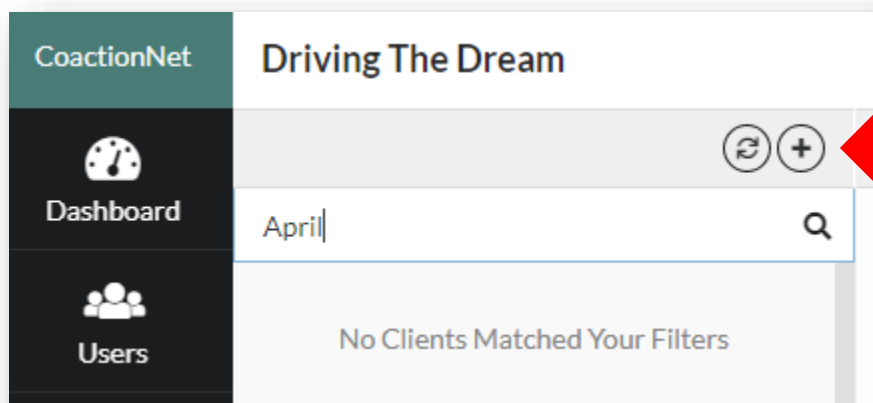 CoactionNet
Driving The Dream
Dashboard
April
No Clients Matched Your Filters
Users